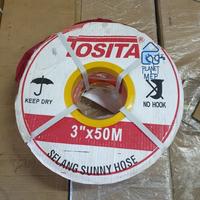 TOSITA
PLANET
MEP
KEEP DRY
NO HOOK
3"x50M
SELANG SUNNY HOSE